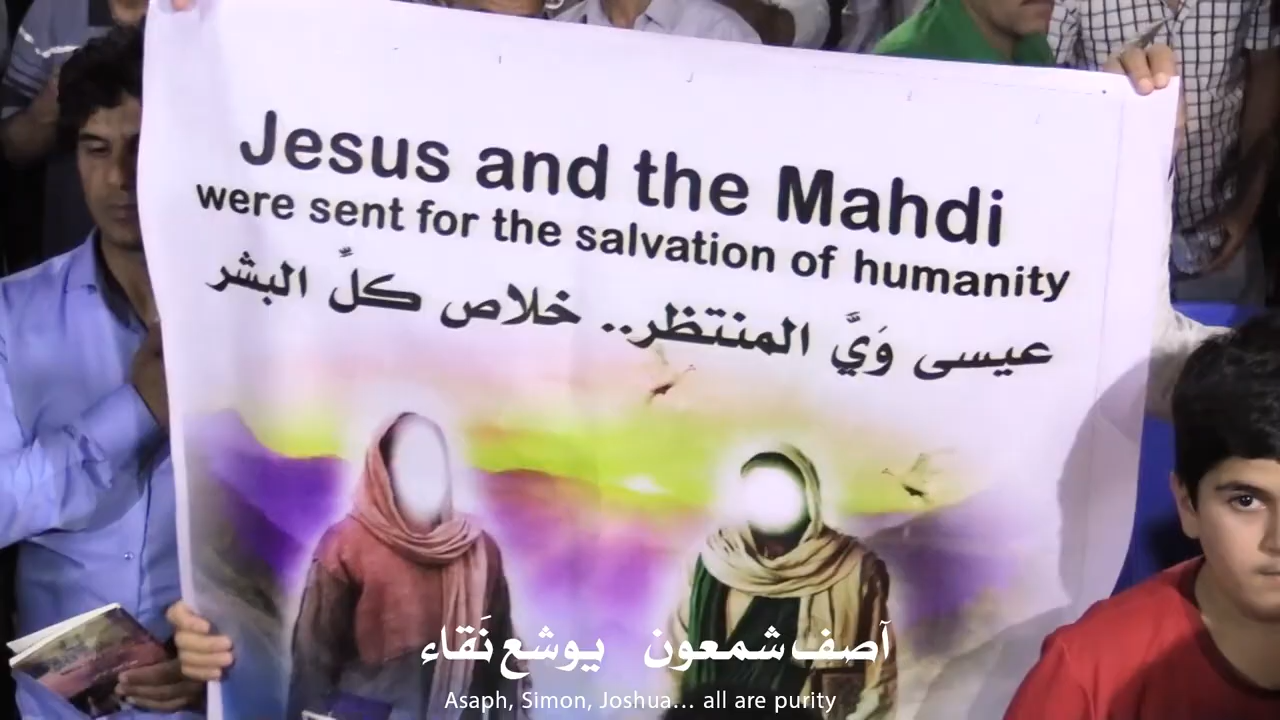 Jesus and the Mahdi
were sent for the salvation of humanity
عيسى وَيَّ المنتظر.. خلاص كلِّ البشر
آصف شمعون يوشع نَقاء
Asaph, Simon, Joshua... all are purity